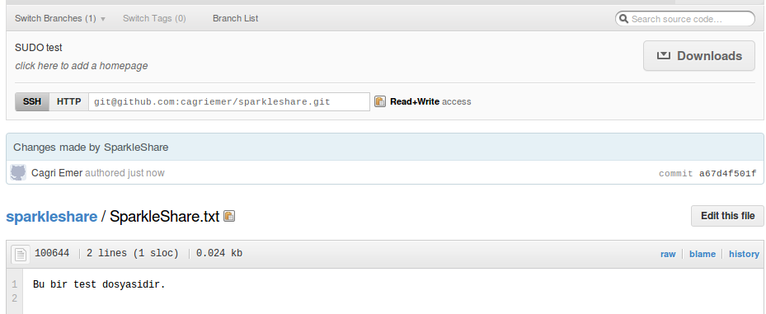 Switch Branches (1) Switch Tags (0) Branch List Search source code...
SUDO test
click here to add a homepage
Downloads
SSH HTTP git@github.com:cagriemer/sparkleshare.git Read+Write access
Changes made by SparkleShare
Cagri Emer authored just now commit a67d4f501f
sparkleshare / SparkleShare.txt Edit this file
100644 2 lines (1 sloc) 0.024 kb raw blame history
1 Bu bir test dosyasidir.
2